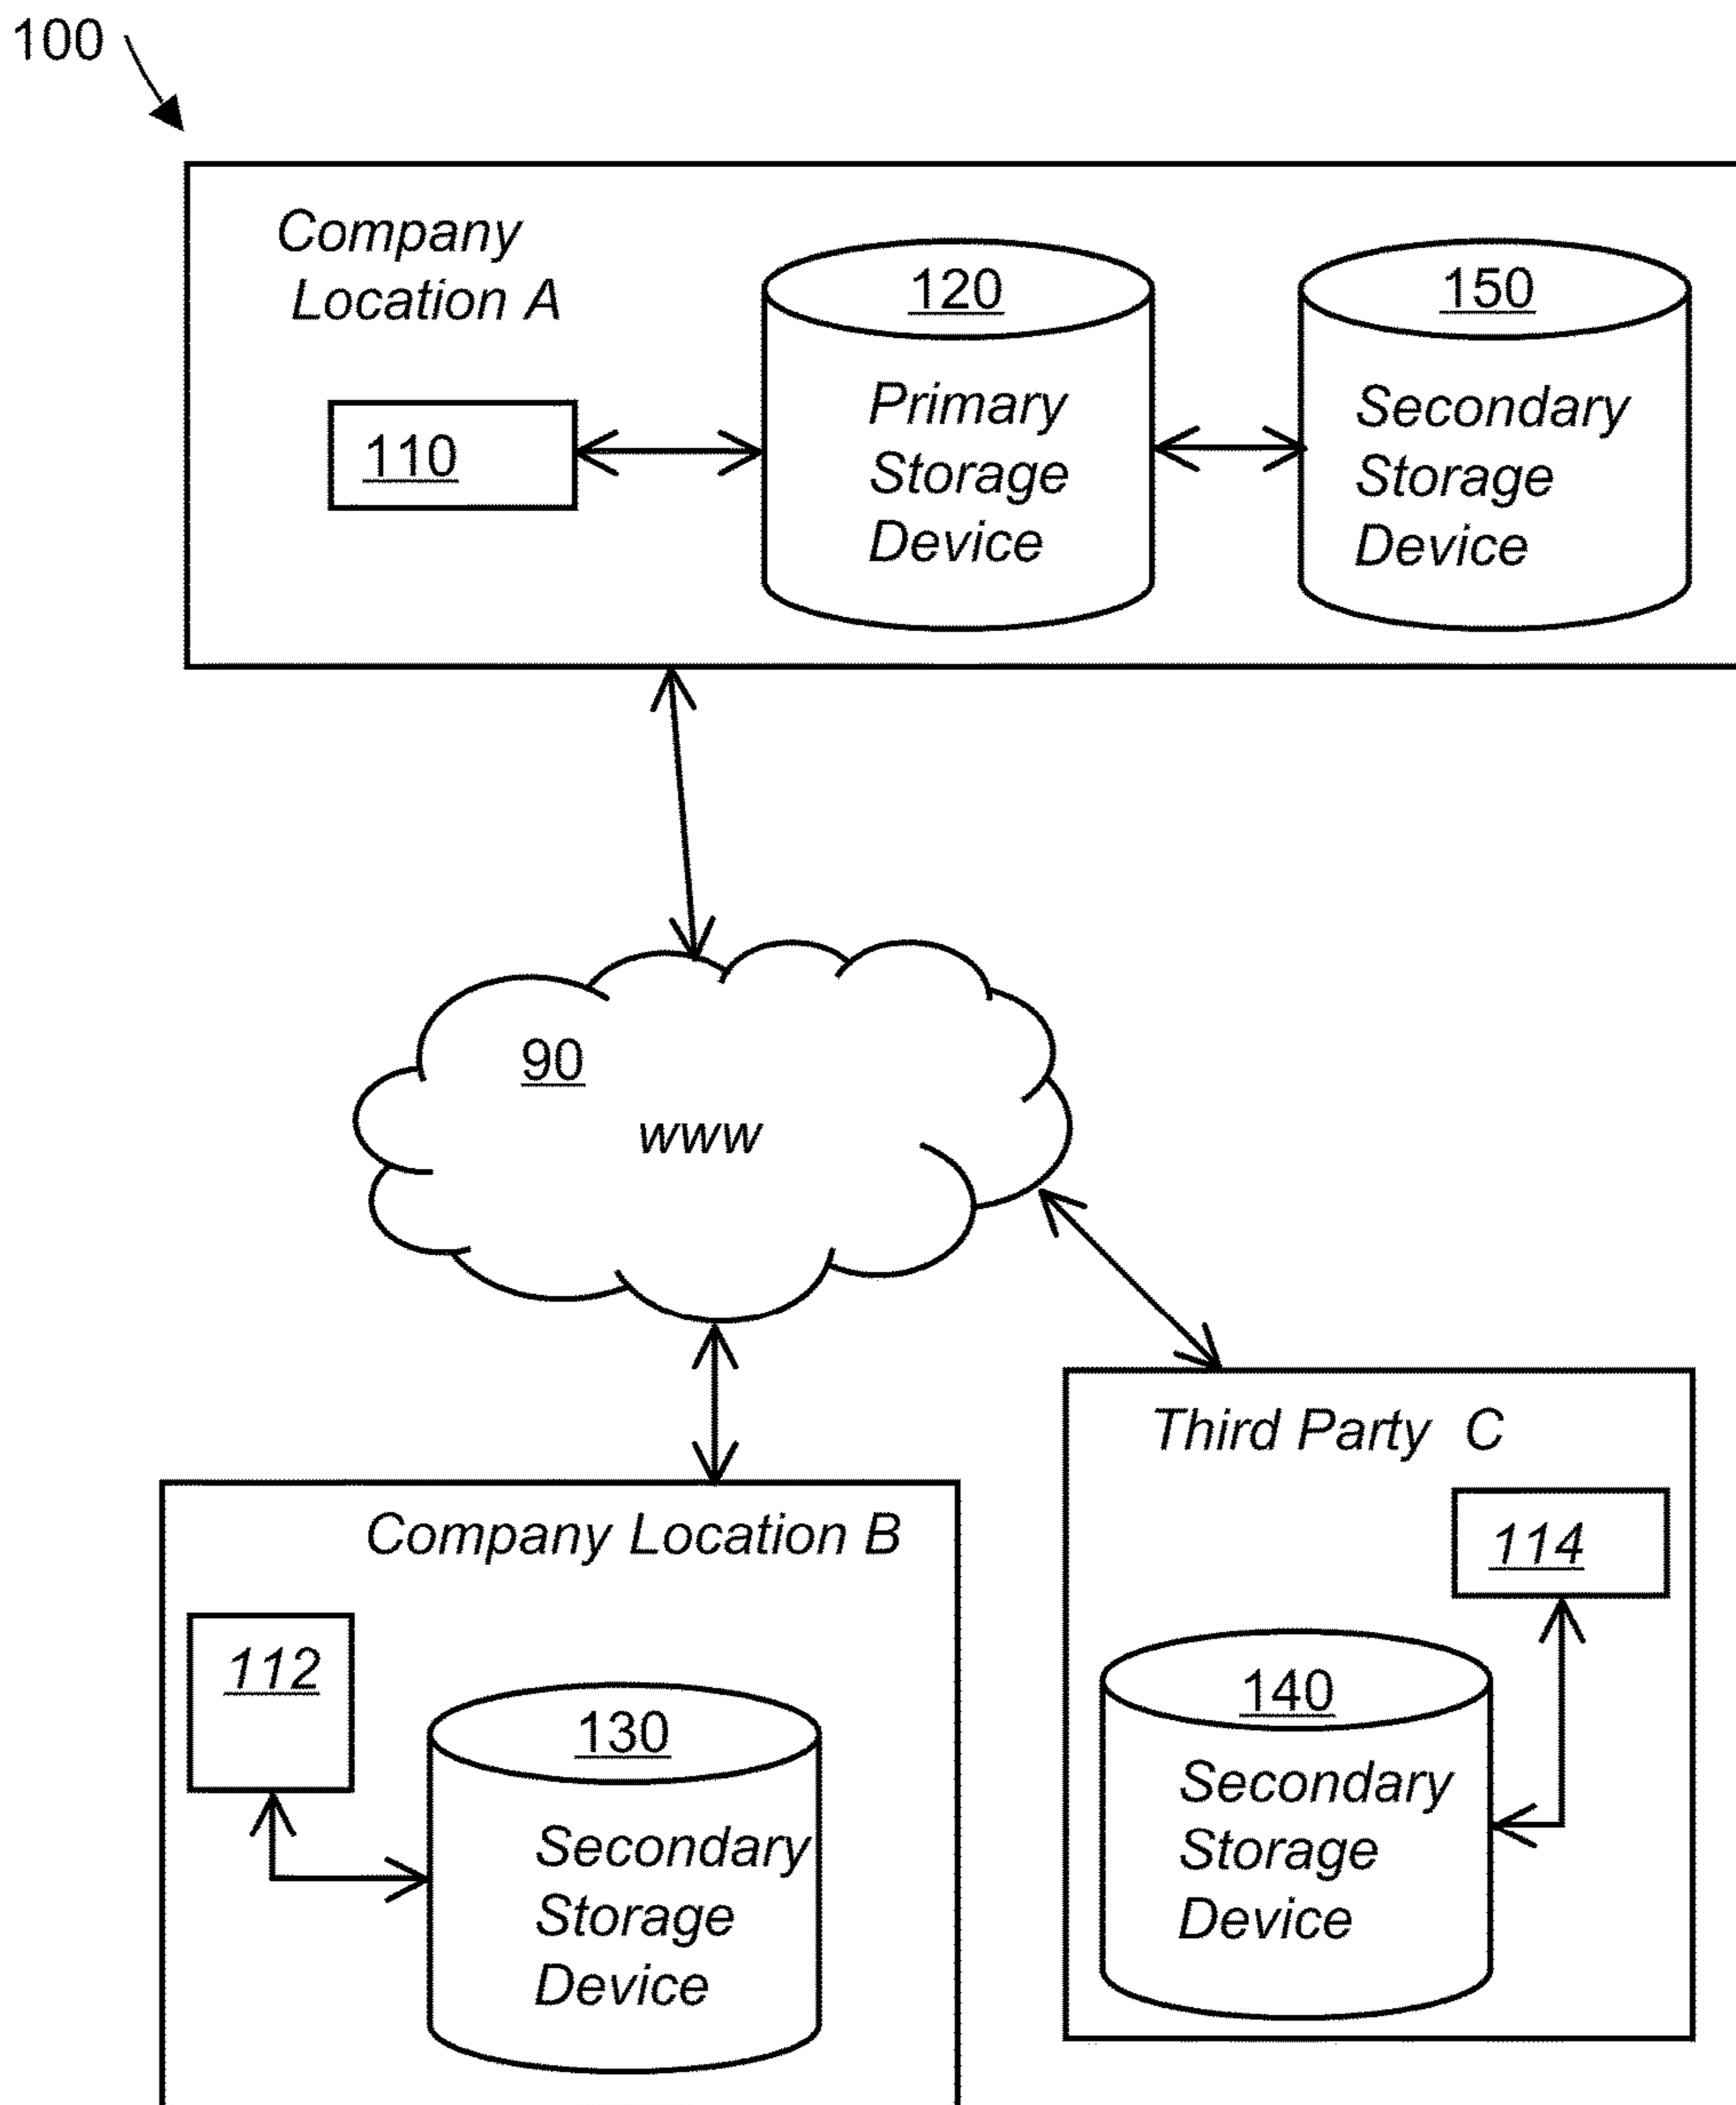 100
Company
Location A
110
120
Primary
Storage
Device
150
Secondary
Storage
Device
90
www
Company Location B
112
130
Secondary
Storage
Device
Third Party C
114
140
Secondary
Storage
Device